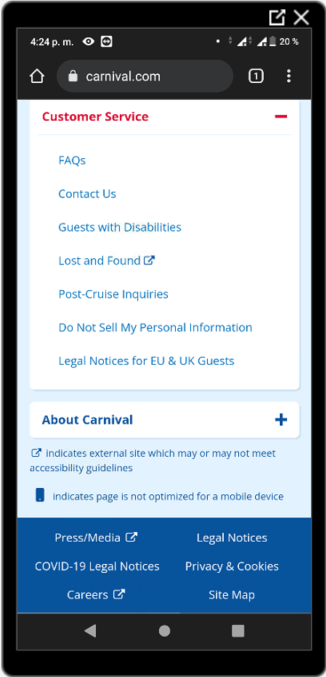 4:24 p. m.
20 %
carnival.com
1
Customer Service
FAQs
Contact Us
Guests with Disabilities
Lost and Found
Post-Cruise Inquiries
Do Not Sell My Personal Information
Legal Notices for EU & UK Guests
About Carnival
indicates external site which may or may not meet
accessibility guidelines
indicates page is not optimized for a mobile device
Press/Media
Legal Notices
COVID-19 Legal Notices
Privacy & Cookies
Careers
Site Map